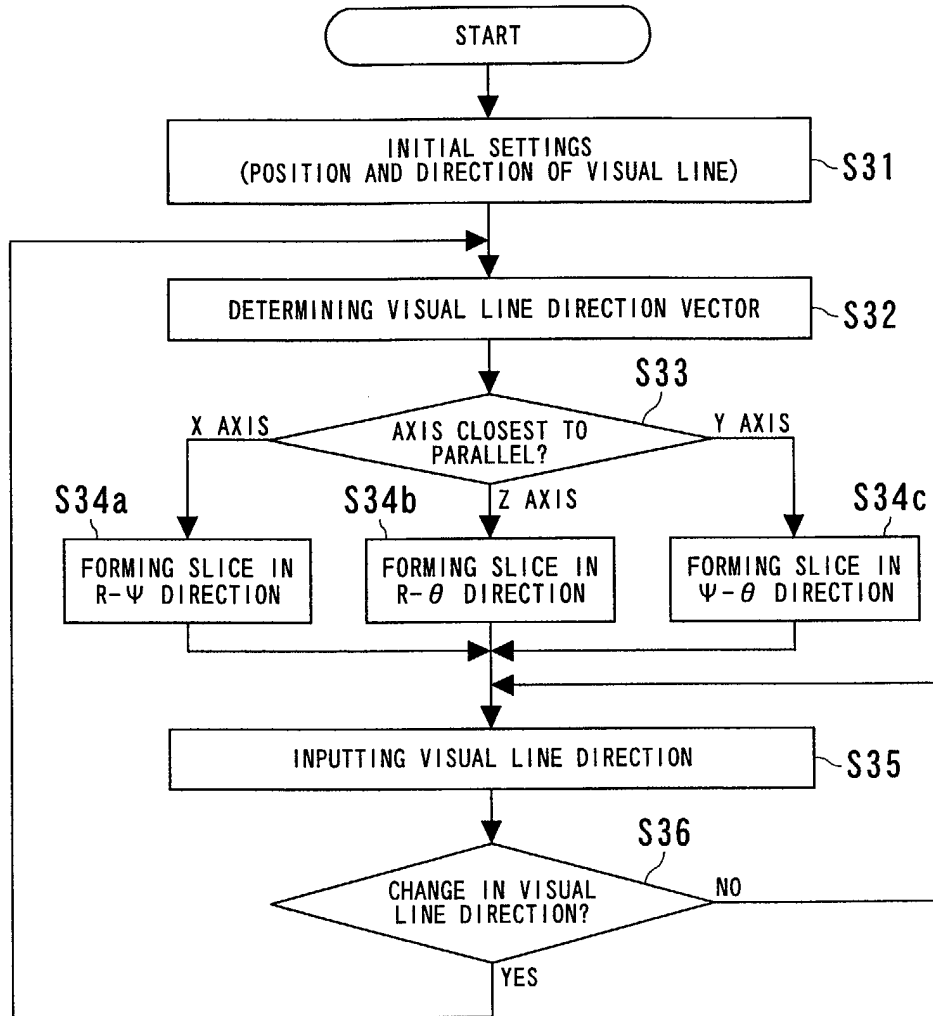 START
INITIAL SETTINGS
(POSITION AND DIRECTION OF VISUAL LINE)
S31
DETERMINING VISUAL LINE DIRECTION VECTOR
S32
S33
X AXIS
AXIS CLOSEST TO
PARALLEL?
Y AXIS
Z AXIS
S34a
FORMING SLICE IN
R-Ψ DIRECTION
S34b
FORMING SLICE IN
R-θ DIRECTION
S34c
FORMING SLICE IN
Ψ-θ DIRECTION
INPUTTING VISUAL LINE DIRECTION
S35
S36
CHANGE IN VISUAL
LINE DIRECTION?
NO
YES